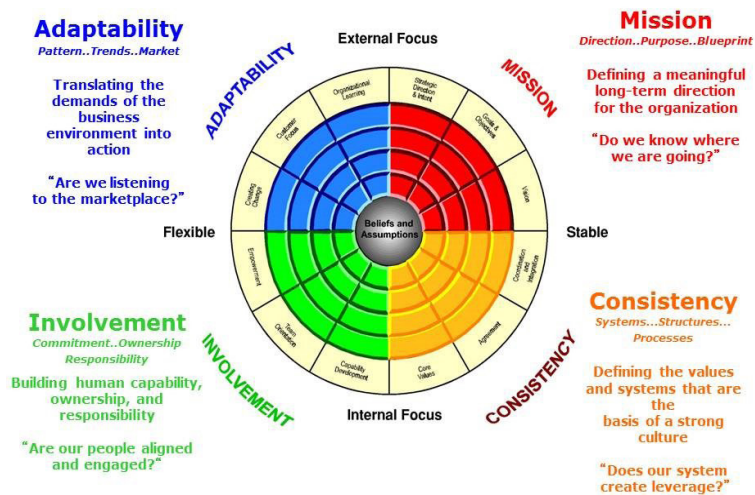 Adaptability
Pattern..Trends..Market
Translating the
demands of the
business
environment into
action
“Are we listening
to the marketplace?”
External Focus
Mission
Direction..Purpose..Blueprint
Defining a meaningful
long-term direction
for the organization
“Do we know where
we are going?”
ADAPTABILITY
MISSION
Organizational
Learning
Strategic
Direction
& Intent
Customer
Focus
Goals &
Objectives
Creating
Change
Vision
Flexible
Beliefs and
Assumptions
Stable
Empowerment
Coordination
and
Integration
Team
Orientation
Agreement
Capability
Development
Core
Values
INVOLVEMENT
CONSISTENCY
Internal Focus
Involvement
Commitment..Ownership
Responsibility
Building human capability,
ownership, and
responsibility
“Are our people aligned
and engaged?“
Consistency
Systems...Structures...
Processes
Defining the values
and systems that are
the
basis of a strong
culture
“Does our system
create leverage?”